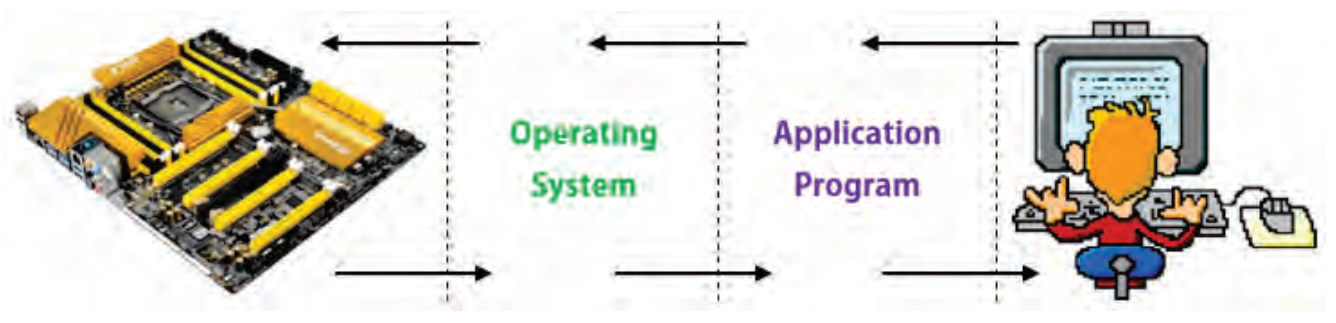 Operating
System
Application
Program